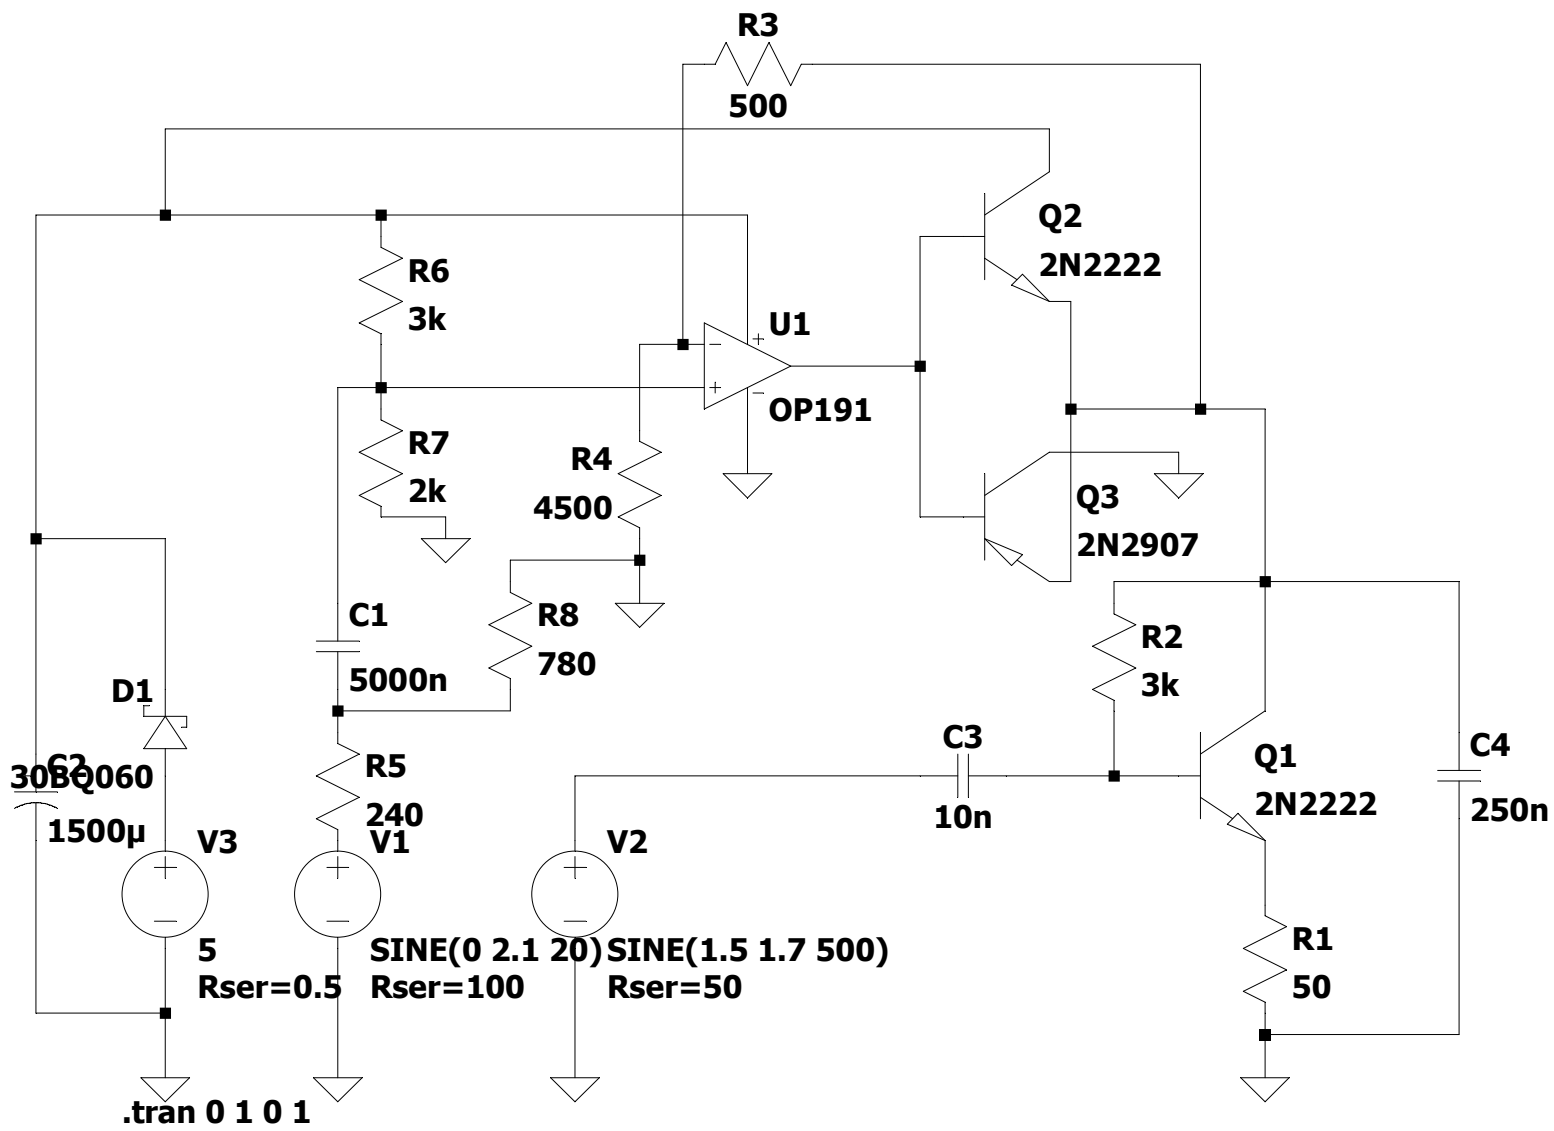 R3
500
Q2
2N2222
R6
3k
U1
OP191
R7
2k
R4
4500
Q3
2N2907
C1
5000n
R8
780
R2
3k
D1
30BQ060
C2
1500µ
R5
240
C3
10n
Q1
2N2222
C4
250n
V3
5
Rser=0.5
V1
SINE(0 2.1 20)
Rser=100
V2
SINE(1.5 1.7 500)
Rser=50
R1
50
.tran 0 1 0 1